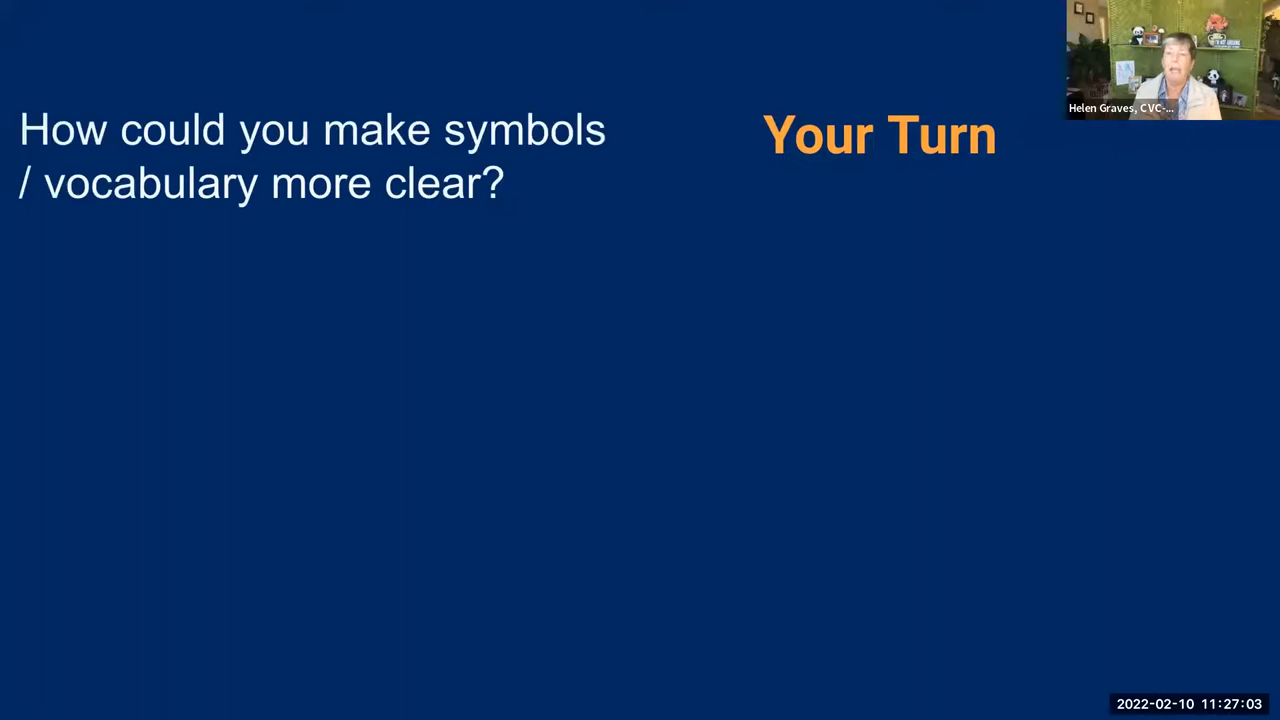 How could you make symbols
/ vocabulary more clear?
Your Turn
Helen Graves, CVC-...
2022-02-10 11:27:03